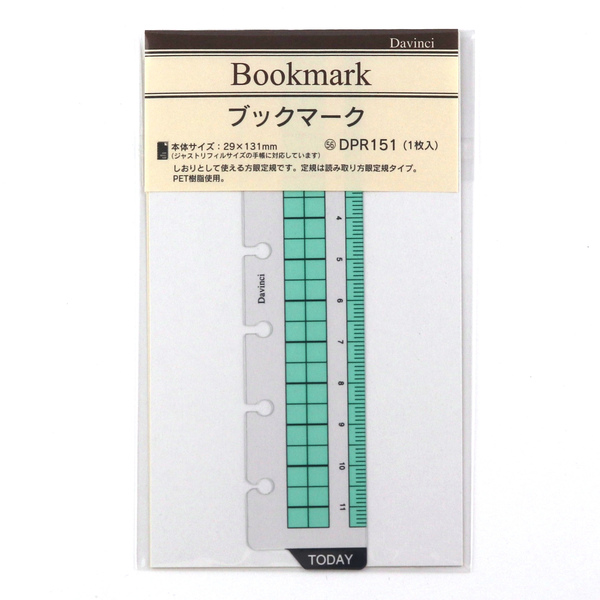 Davinci
Bookmark
ブックマーク
本体サイズ：29×131mm
(ジャストリフィルサイズの手帳に対応しています)
㊻ DPR151 (1枚入)
しおりとして使える方眼定規です。定規は読み取り方眼定規タイプ。
PET樹脂使用。
4
5
Davinci
6
7
8
9
10
11
TODAY